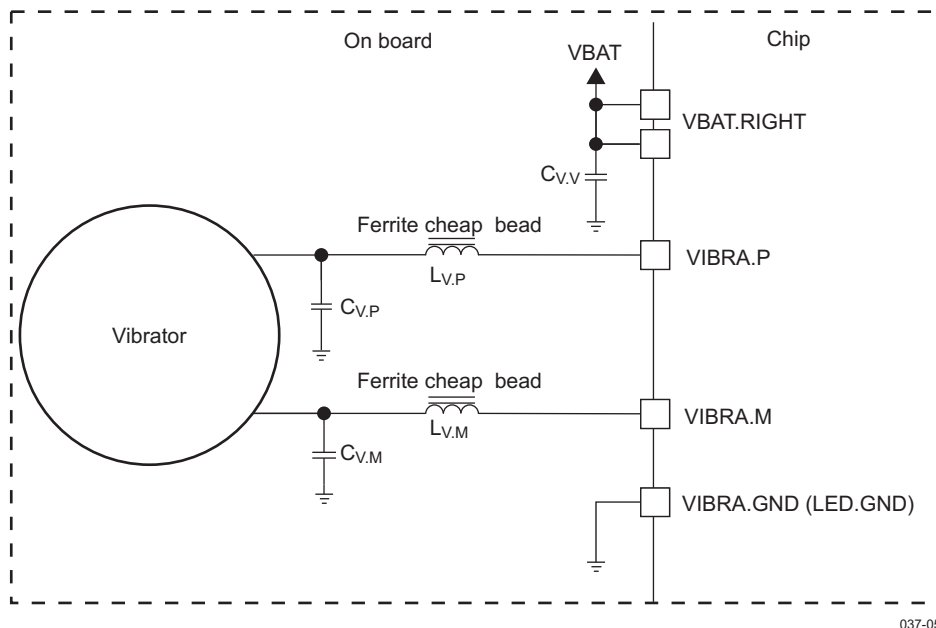 On board
Chip
VBAT
VBAT.RIGHT
CV.V
Ferrite cheap bead
VIBRA.P
LV.P
CV.P
Vibrator
Ferrite cheap bead
VIBRA.M
LV.M
CV.M
VIBRA.GND (LED.GND)